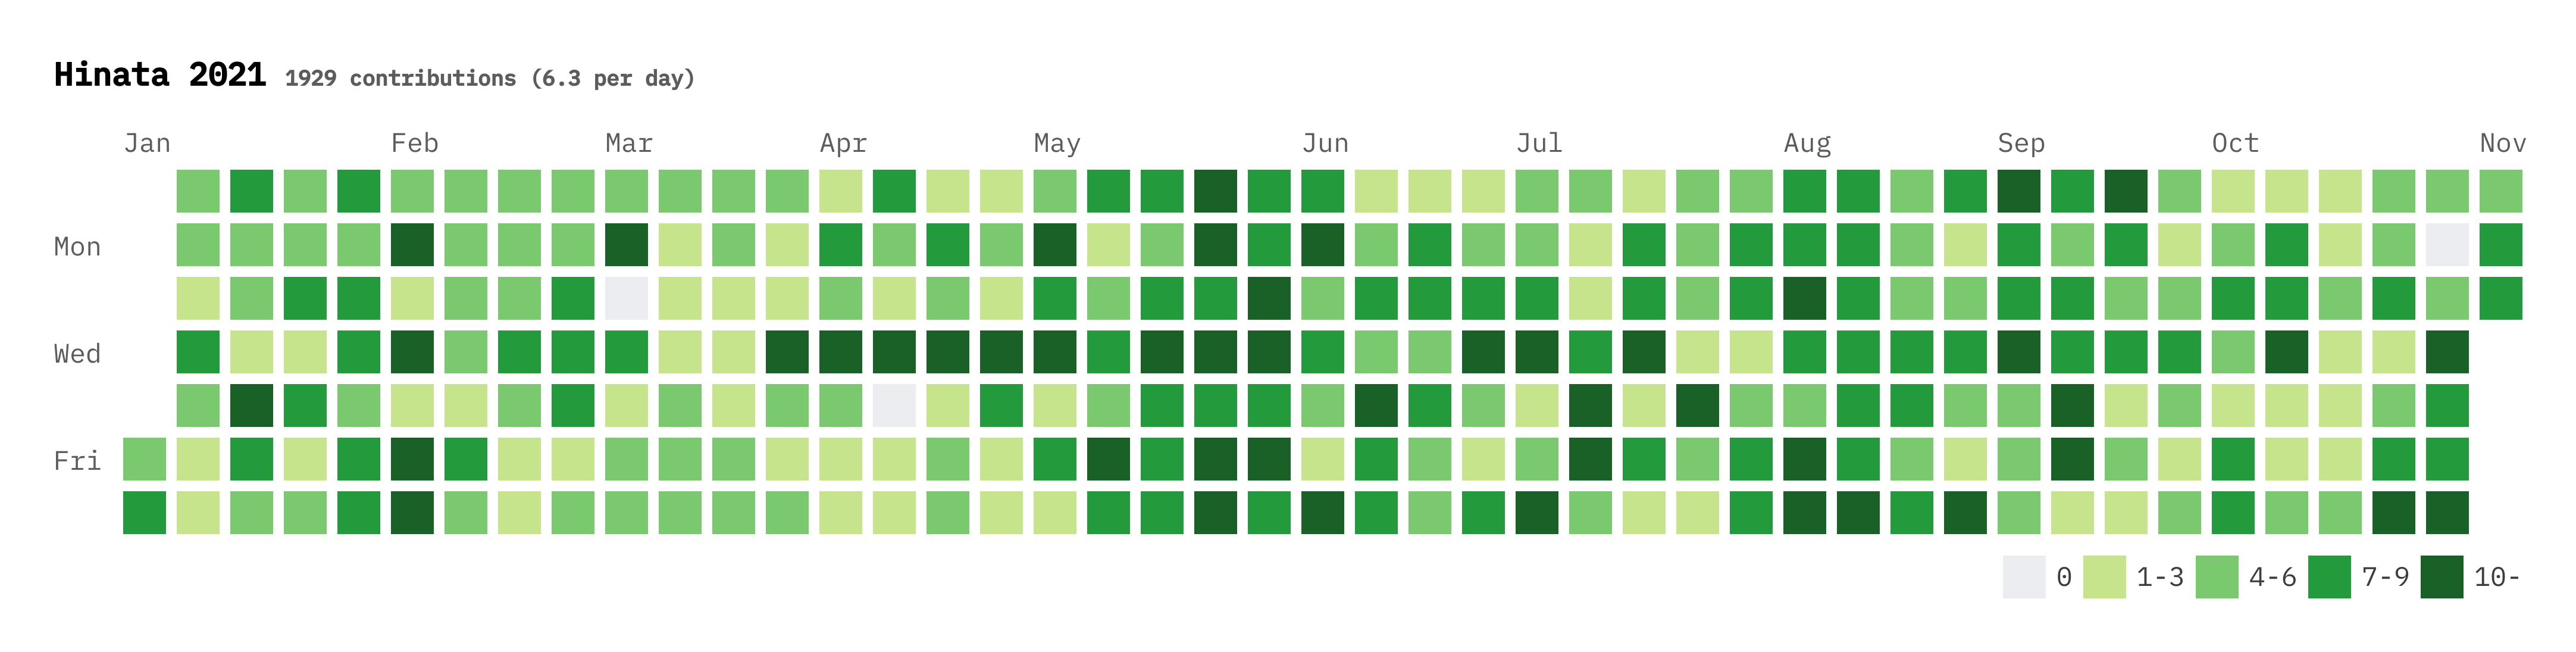 Hinata 2021 1929 contributions (6.3 per day)
Jan Feb Mar Apr May Jun Jul Aug Sep Oct Nov
Mon
Wed
Fri
0 1-3 4-6 7-9 10-